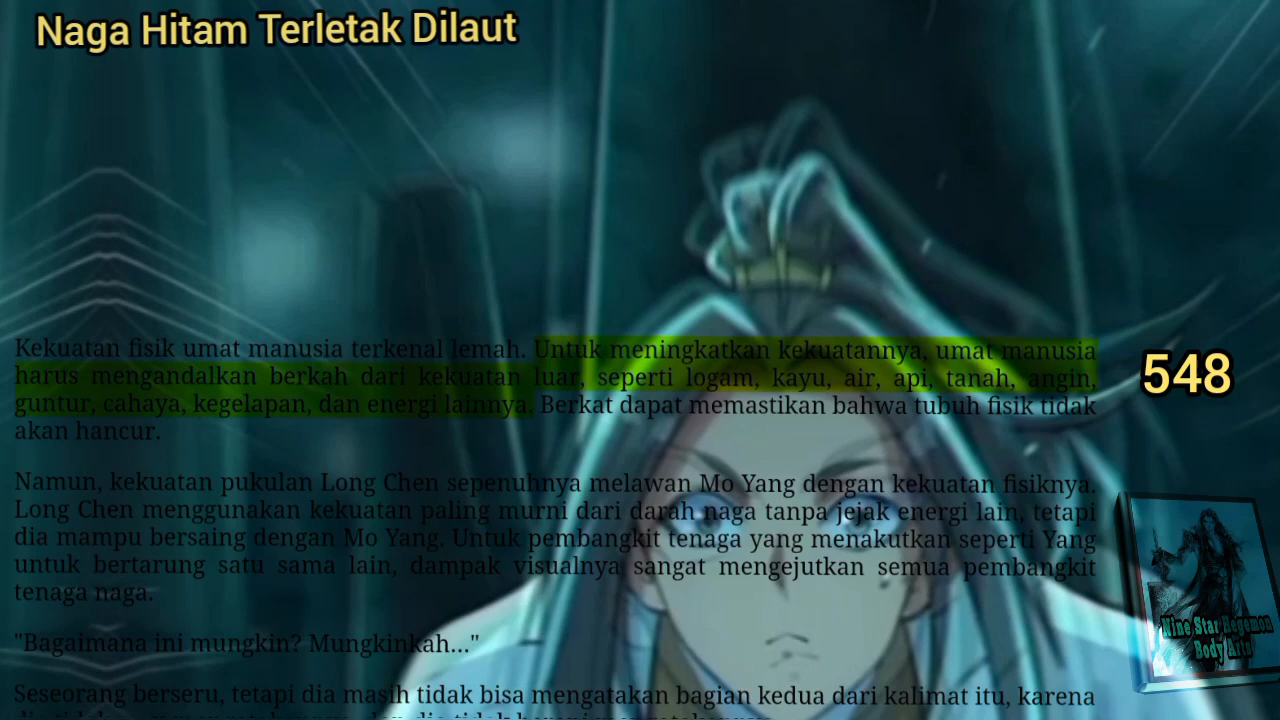 Naga Hitam Terletak Dilaut
Kekuatan fisik umat manusia terkenal lemah. Untuk meningkatkan kekuatannya, umat manusia
harus mengandalkan berkah dari kekuatan luar, seperti logam, kayu, air, api, tanah, angin,
guntur, cahaya, kegelapan, dan energi lainnya. Berkat dapat memastikan bahwa tubuh fisik tidak
akan hancur.
548
Namun, kekuatan pukulan Long Chen sepenuhnya melawan Mo Yang dengan kekuatan fisiknya.
Long Chen menggunakan kekuatan paling murni dari darah naga tanpa jejak energi lain, tetapi
dia mampu bersaing dengan Mo Yang. Untuk pembangkit tenaga yang menakutkan seperti Yang
untuk bertarung satu sama lain, dampak visualnya sangat mengejutkan semua pembangkit
tenaga naga.
"Bagaimana ini mungkin? Mungkinkah..."
Nine Star Hegemon
Body Arts
Seseorang berseru, tetapi dia masih tidak bisa mengatakan bagian kedua dari kalimat itu, karena